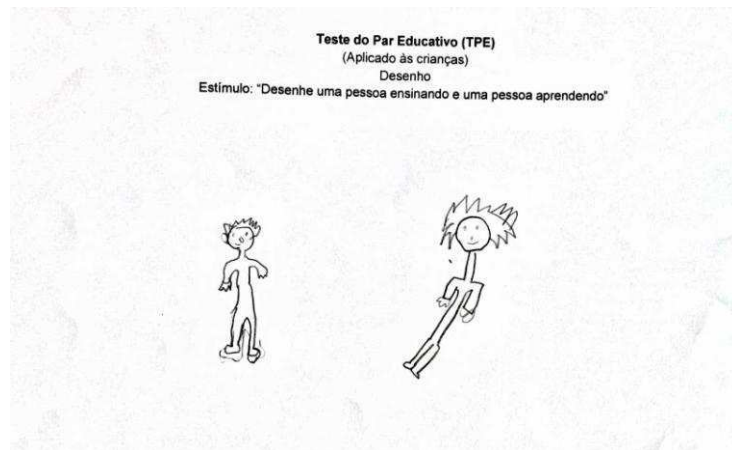 Teste do Par Educativo (TPE)
(Aplicado às crianças)
Desenho
Estímulo: "Desenhe uma pessoa ensinando e uma pessoa aprendendo"